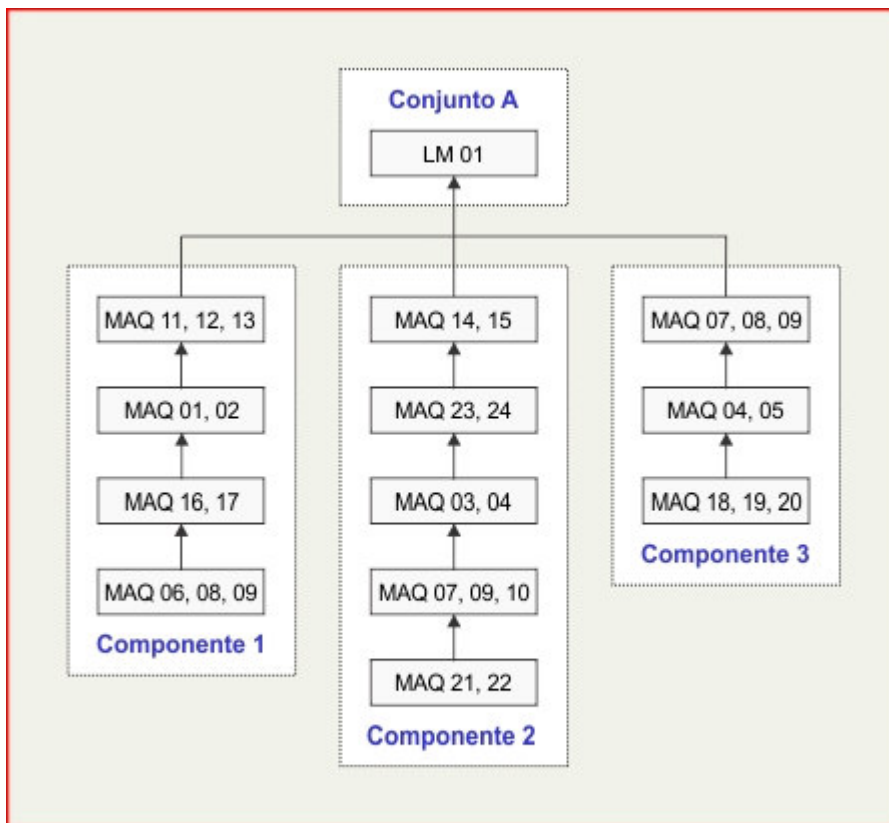 Conjunto A
LM 01
MAQ 11, 12, 13
MAQ 01, 02
MAQ 16, 17
MAQ 06, 08, 09
Componente 1
MAQ 14, 15
MAQ 23, 24
MAQ 03, 04
MAQ 07, 09, 10
MAQ 21, 22
Componente 2
MAQ 07, 08, 09
MAQ 04, 05
MAQ 18, 19, 20
Componente 3